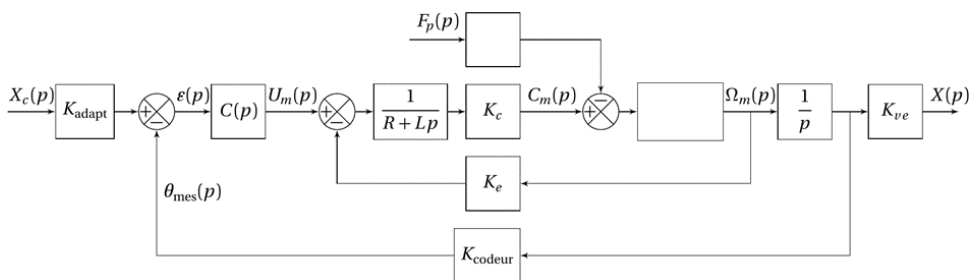 F_p(p)
X_c(p) K_adapt + − ε(p) C(p) U_m(p) + − 1/(R + Lp) K_c C_m(p) + − Ω_m(p) 1/p K_ve X(p)
K_e
θ_mes(p)
K_codeur